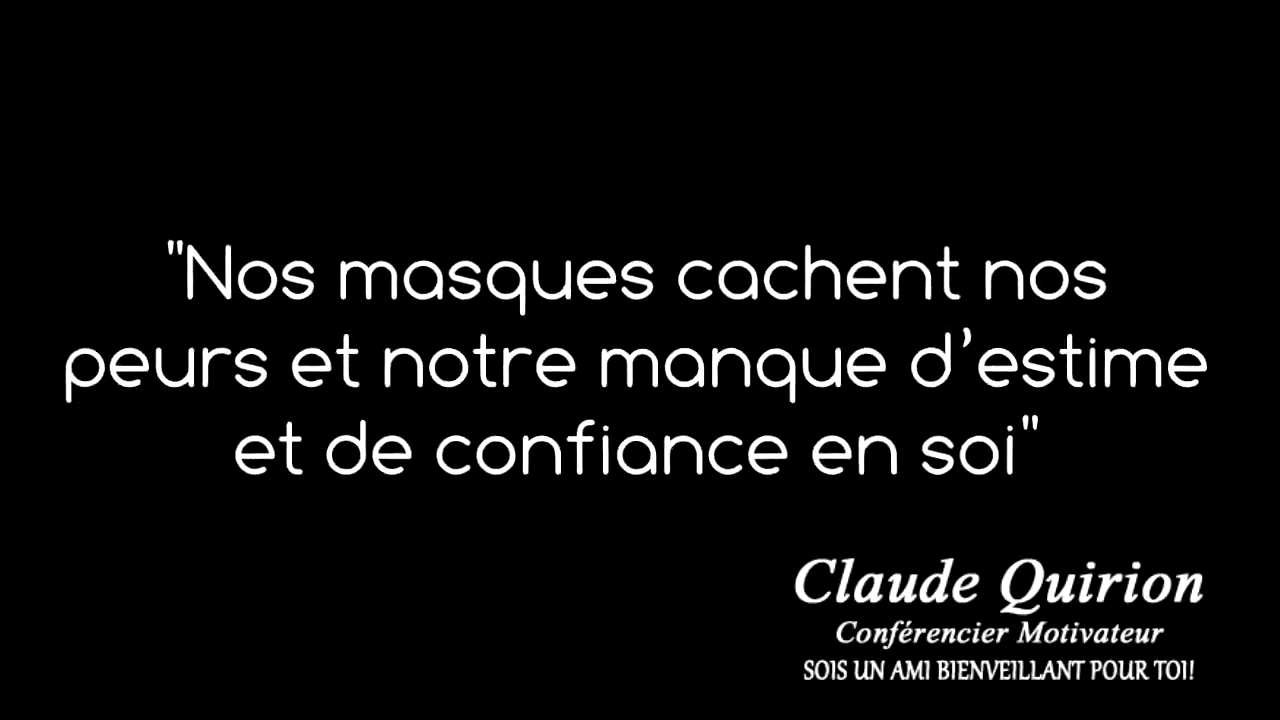 "Nos masques cachent nos
peurs et notre manque d’estime
et de confiance en soi"
Claude Quirion
Conférencier Motivateur
SOIS UN AMI BIENVEILLANT POUR TOI!